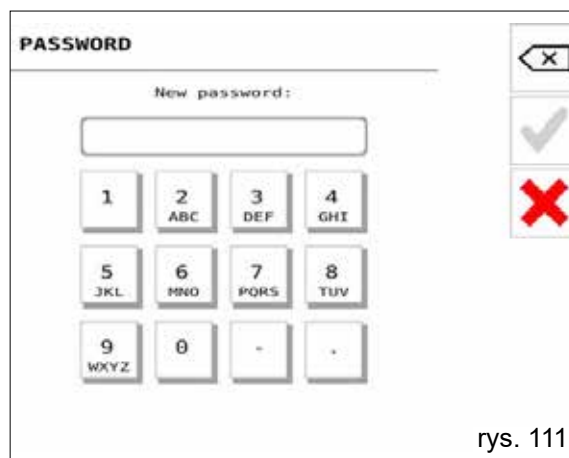 PASSWORD
New password:
1 2 3 4
ABC DEF GHI
5 6 7 8
JKL MNO PQRS TUV
9 0 - .
WXYZ
rys. 111